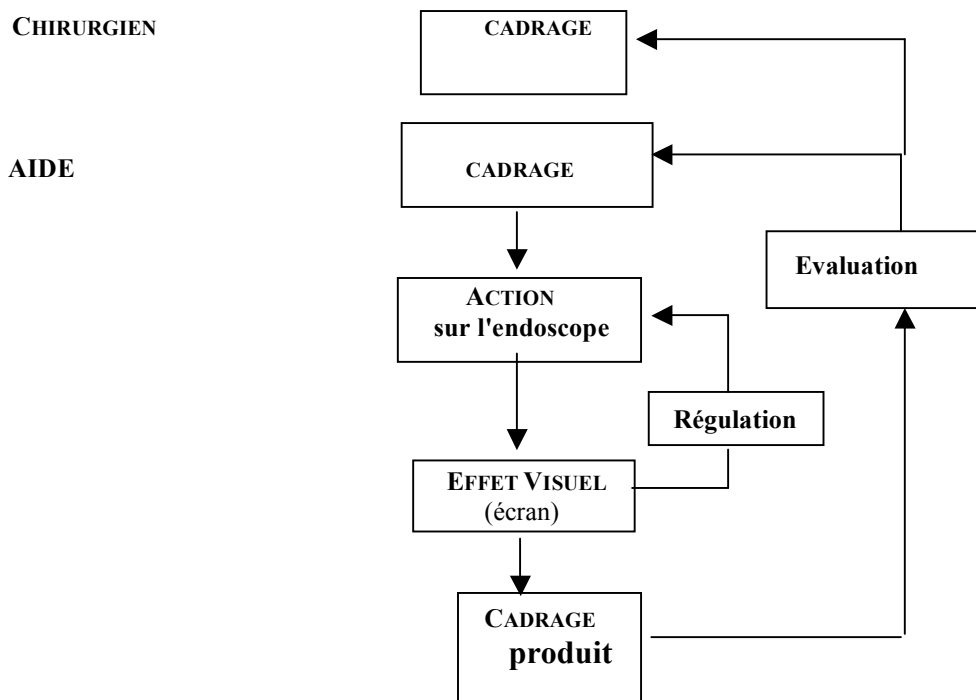 CHIRURGIEN
CADRAGE
AIDE
CADRAGE
Evaluation
ACTION
sur l'endoscope
Régulation
EFFET VISUEL
(écran)
CADRAGE
produit